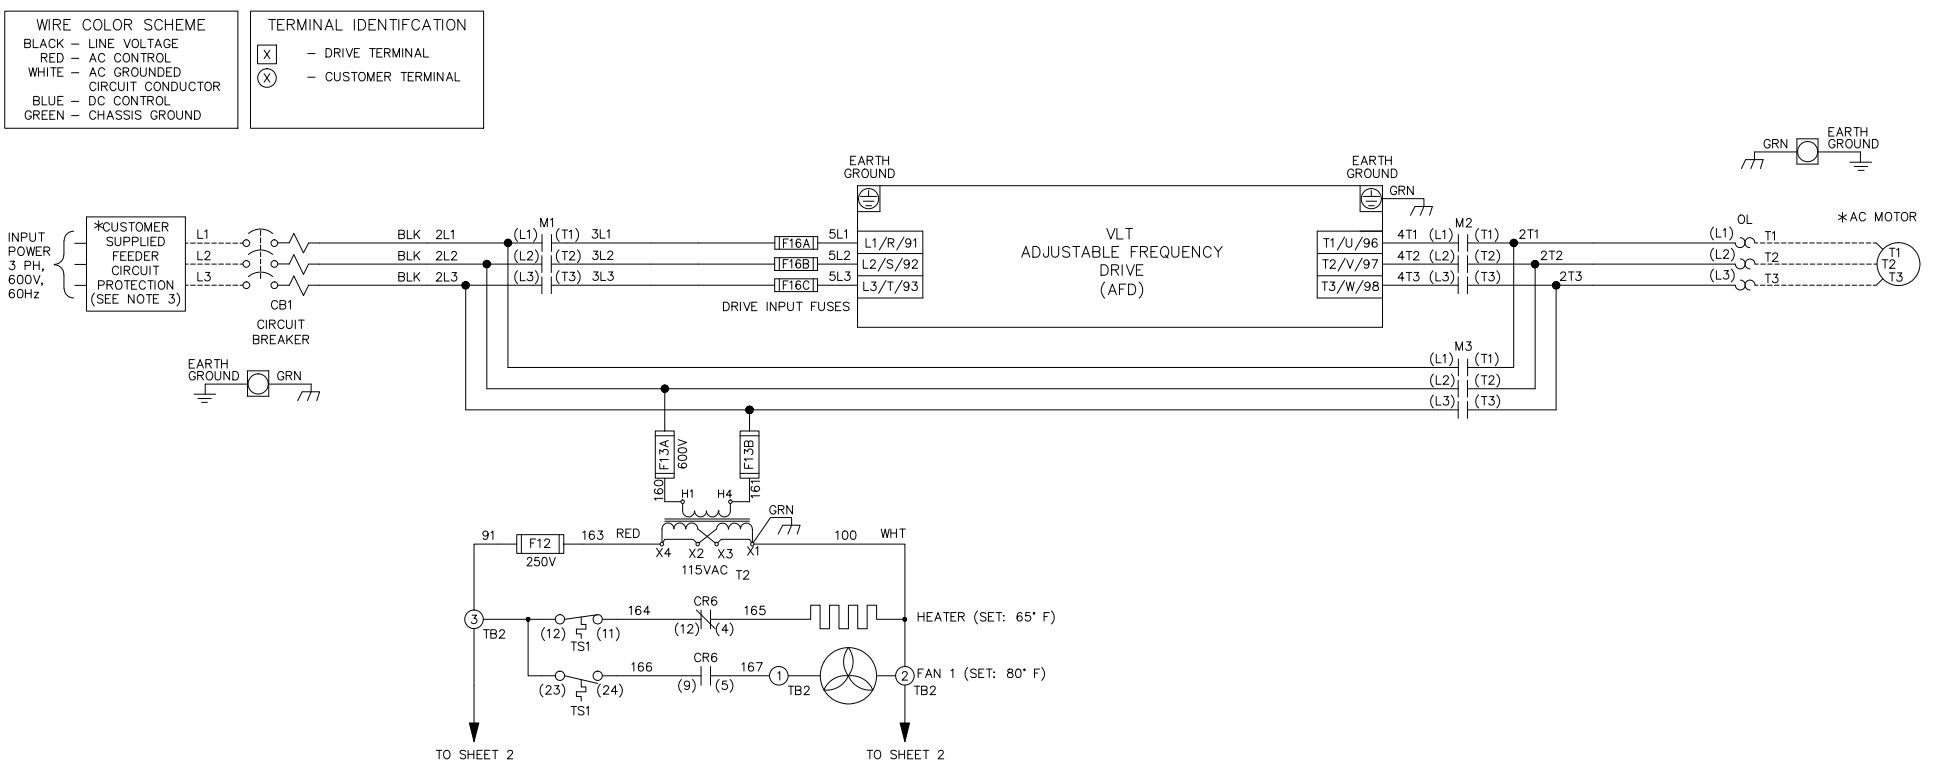 WIRE COLOR SCHEME
BLACK – LINE VOLTAGE
RED – AC CONTROL
WHITE – AC GROUNDED
CIRCUIT CONDUCTOR
BLUE – DC CONTROL
GREEN – CHASSIS GROUND
TERMINAL IDENTIFCATION
X – DRIVE TERMINAL
X – CUSTOMER TERMINAL
INPUT
POWER
3 PH,
600V,
60Hz
*CUSTOMER
SUPPLIED
FEEDER
CIRCUIT
PROTECTION
(SEE NOTE 3)
L1
L2
L3
CB1
CIRCUIT
BREAKER
EARTH
GROUND
GRN
BLK 2L1
BLK 2L2
BLK 2L3
M1
(L1) (T1) 3L1
(L2) (T2) 3L2
(L3) (T3) 3L3
F16A
F16B
F16C
DRIVE INPUT FUSES
5L1
5L2
5L3
EARTH
GROUND
L1/R/91
L2/S/92
L3/T/93
VLT
ADJUSTABLE FREQUENCY
DRIVE
(AFD)
EARTH
GROUND
GRN
T1/U/96
T2/V/97
T3/W/98
M2
4T1 (L1) (T1) 2T1
4T2 (L2) (T2) 2T2
4T3 (L3) (T3) 2T3
M3
(L1) (T1)
(L2) (T2)
(L3) (T3)
GRN
EARTH
GROUND
OL
(L1) T1
(L2) T2
(L3) T3
*AC MOTOR
T1
T2
T3
F13A
600V
F13B
160
161
H1 H4
GRN
91
F12
250V
163 RED
X4 X2 X3 X1
115VAC T2
100 WHT
3
TB2
(12) (11)
TS1
164
CR6
(12) (4)
165
HEATER (SET: 65° F)
(23) (24)
TS1
166
CR6
(9) (5)
167
1
TB2
2
TB2
FAN 1 (SET: 80° F)
TO SHEET 2
TO SHEET 2